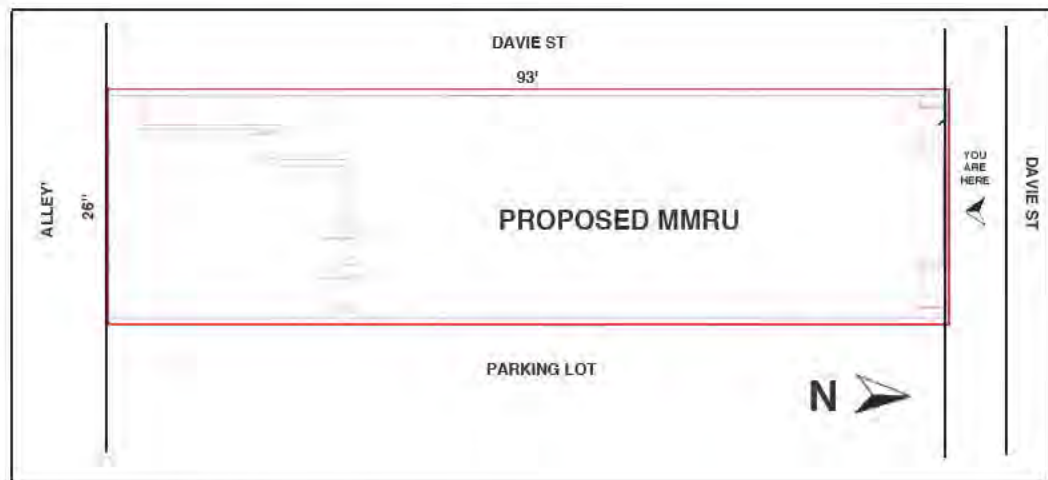 DAVIE ST
93'
ALLEY'
26"
PROPOSED MMRU
YOU
ARE
HERE
DAVIE ST
PARKING LOT
N